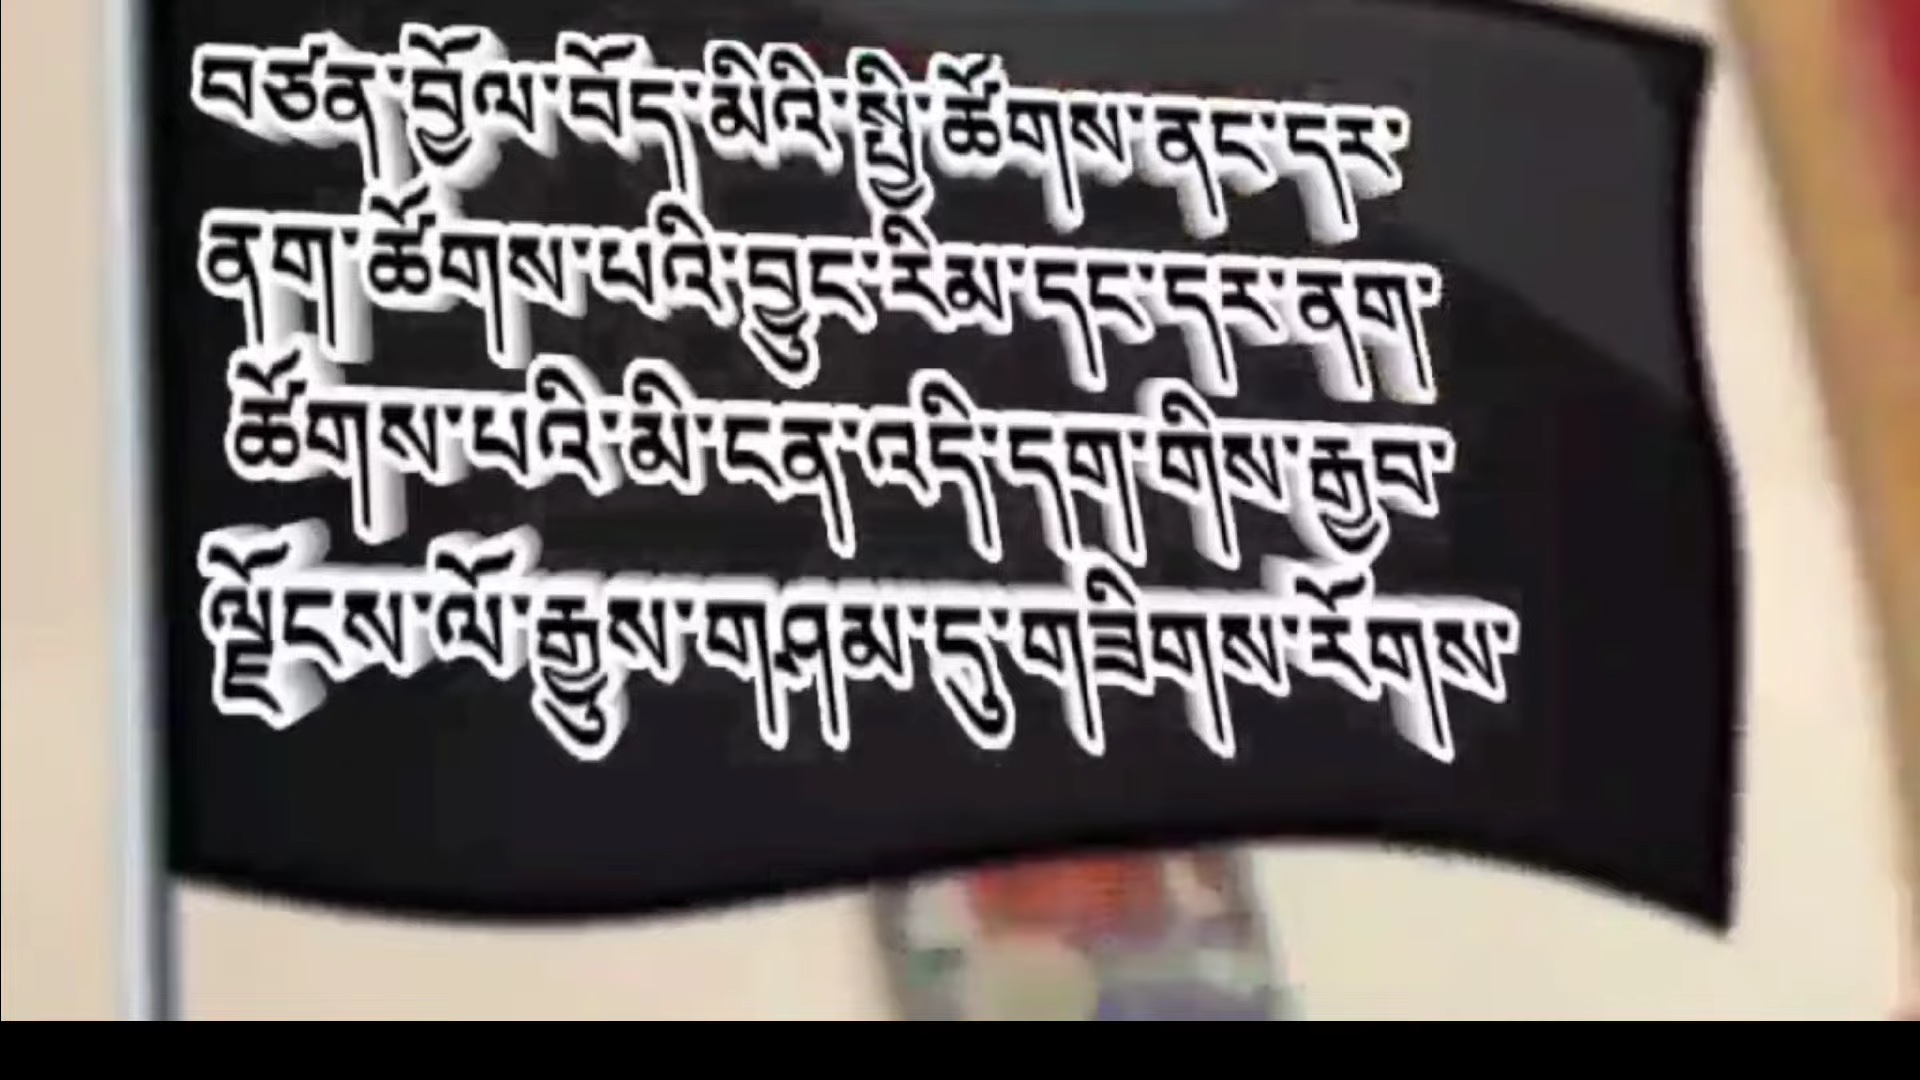 བཙན་བྱོལ་བོད་མིའི་སྤྱི་ཚོགས་ནང་དར་
ནག་ཚོགས་པའི་བྱུང་རིམ་དང་དར་ནག་
ཚོགས་པའི་མི་ངན་འདི་དག་གིས་རྒྱབ་
ལྗོངས་ལོ་རྒྱུས་གཤམ་དུ་གཟིགས་རོགས་